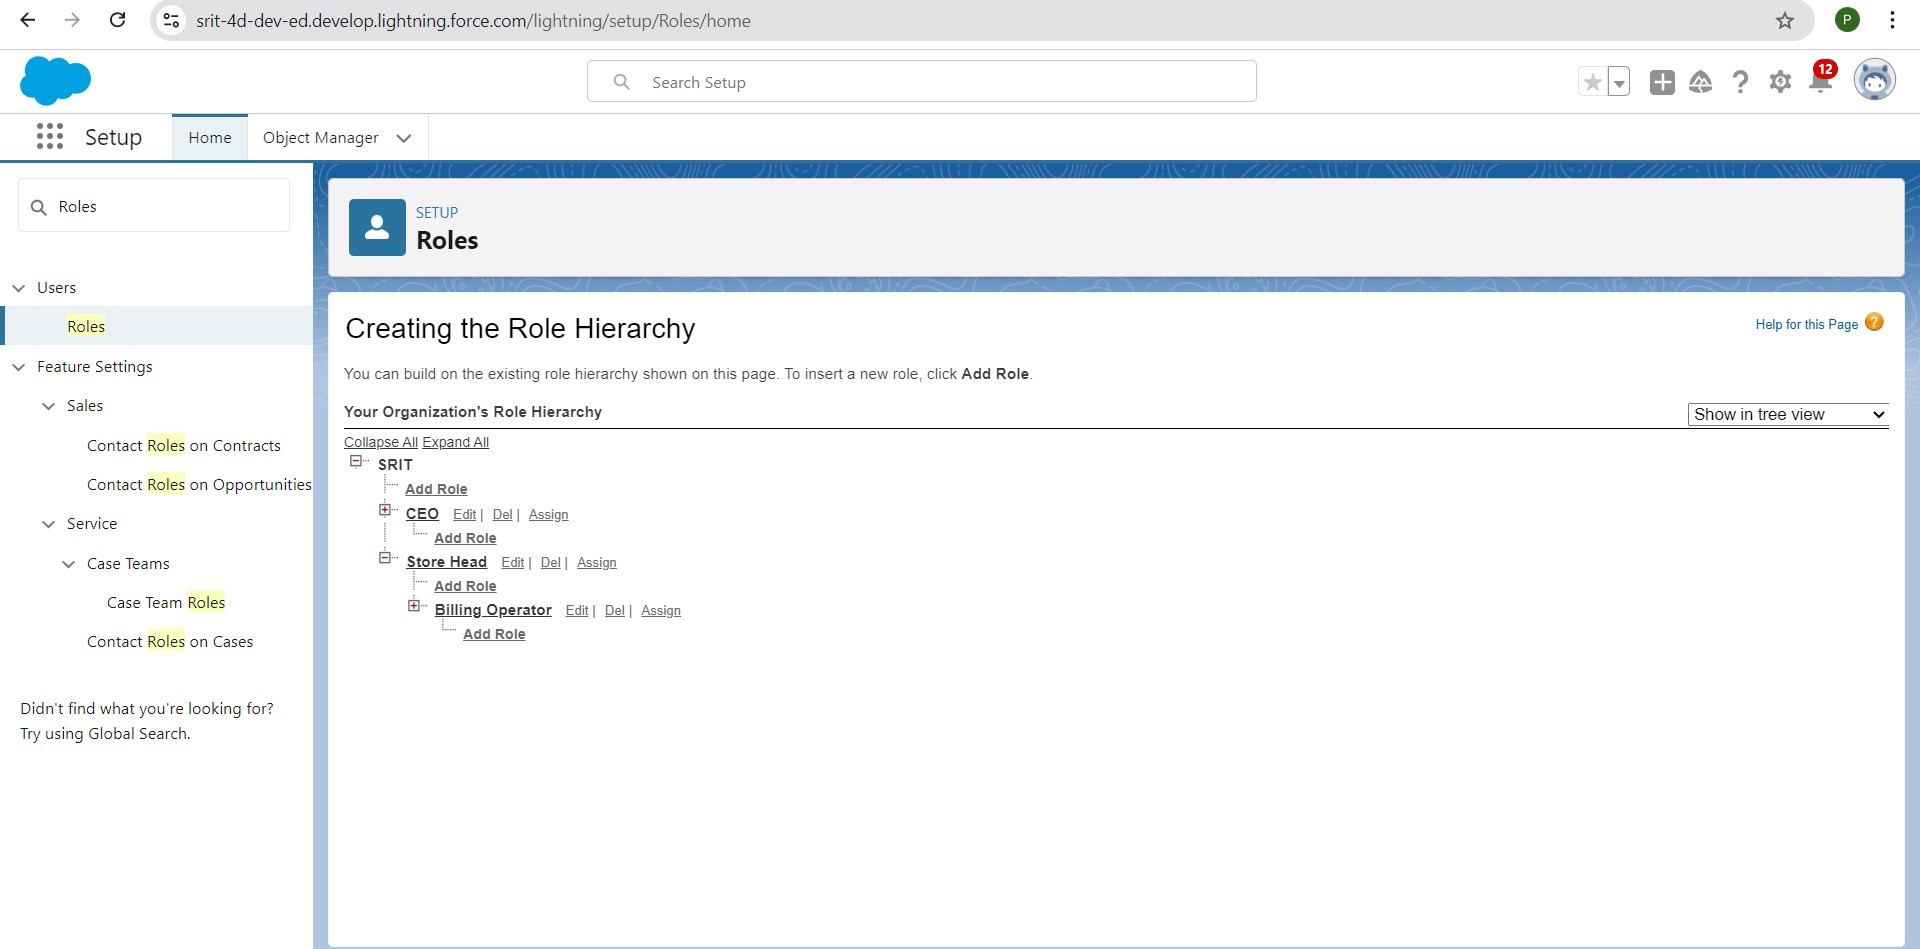 srit-4d-dev-ed.develop.lightning.force.com/lightning/setup/Roles/home
P
Search Setup
12
Setup
Home
Object Manager
Roles
Users
Roles
Feature Settings
Sales
Contact Roles on Contracts
Contact Roles on Opportunities
Service
Case Teams
Case Team Roles
Contact Roles on Cases
Didn't find what you're looking for?
Try using Global Search.
SETUP
Roles
Creating the Role Hierarchy
Help for this Page ?
You can build on the existing role hierarchy shown on this page. To insert a new role, click Add Role.
Your Organization's Role Hierarchy
Show in tree view
Collapse All Expand All
SRIT
Add Role
CEO Edit | Del | Assign
Add Role
Store Head Edit | Del | Assign
Add Role
Billing Operator Edit | Del | Assign
Add Role